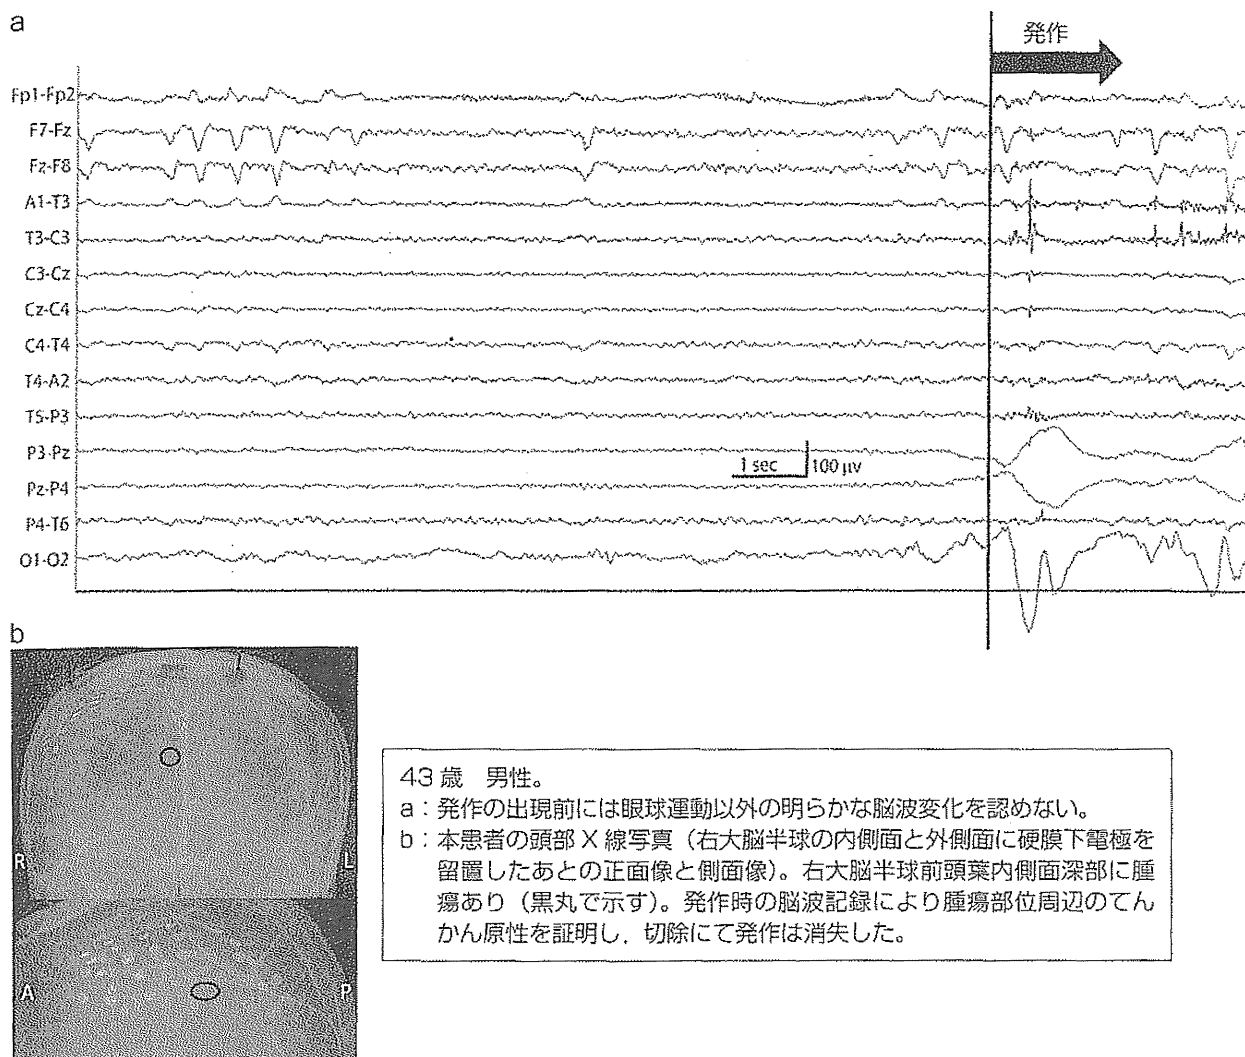 a
発作
Fp1-Fp2
F7-Fz
Fz-F8
A1-T3
T3-C3
C3-Cz
Cz-C4
C4-T4
T4-A2
T5-P3
P3-Pz
1 sec 100 μv
Pz-P4
P4-T6
O1-O2
b
R L
A P
43歳 男性。
a：発作の出現前には眼球運動以外の明らかな脳波変化を認めない。
b：本患者の頭部X線写真（右大脳半球の内側面と外側面に硬膜下電極を
留置したあとの正面像と側面像）。右大脳半球前頭葉内側面深部に腫
瘍あり（黒丸で示す）。発作時の脳波記録により腫瘍部位周辺のてん
かん原性を証明し，切除にて発作は消失した。